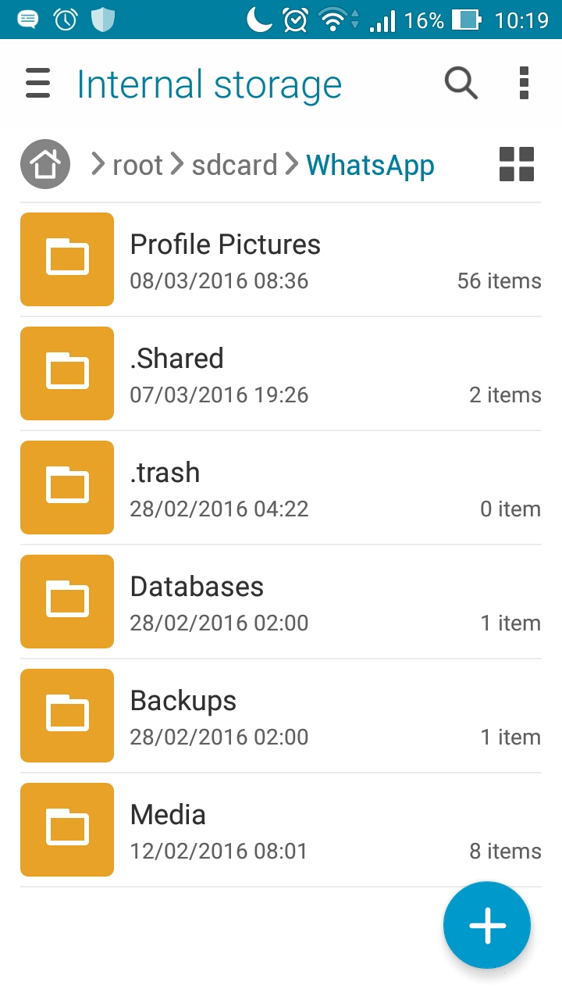 16% 10:19
Internal storage
root sdcard WhatsApp
Profile Pictures
08/03/2016 08:36 56 items
.Shared
07/03/2016 19:26 2 items
.trash
28/02/2016 04:22 0 item
Databases
28/02/2016 02:00 1 item
Backups
28/02/2016 02:00 1 item
Media
12/02/2016 08:01 8 items